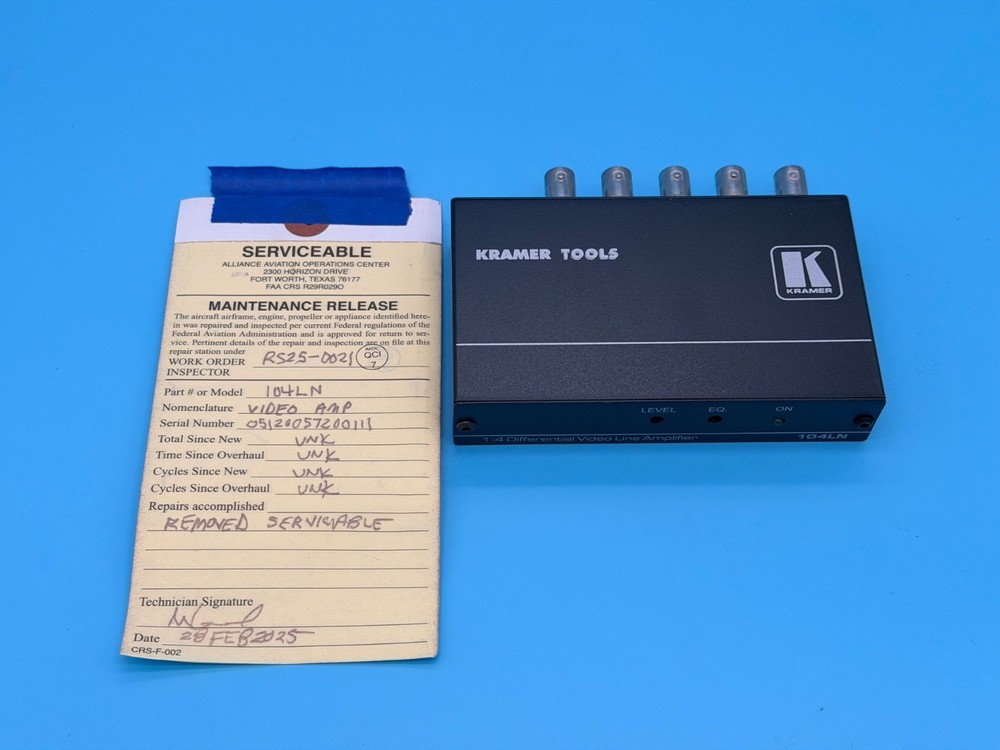 SERVICEABLE
ALLIANCE AVIATION OPERATIONS CENTER
2300 HORIZON DRIVE
FORT WORTH, TEXAS 76177
FAA CRS R29R029O
MAINTENANCE RELEASE
The aircraft airframe, engine, propeller or appliance identified here-
in was repaired and inspected per current Federal regulations of the
Federal Aviation Administration and is approved for return to ser-
vice. Pertinent details of the repair and inspection are on file at this
repair station under
WORK ORDER RS25-0021
QCI
7
INSPECTOR
Part # or Model 104LN
Nomenclature VIDEO AMP
Serial Number 05120057200111
Total Since New UNK
Time Since Overhaul UNK
Cycles Since New UNK
Cycles Since Overhaul UNK
Repairs accomplished
REMOVED SERVICABLE
Technician Signature
Date 28 FEB 2025
CRS-F-002
KRAMER TOOLS
K
KRAMER
LEVEL EQ. ON
1:4 Differential Video Line Amplifier 104LN